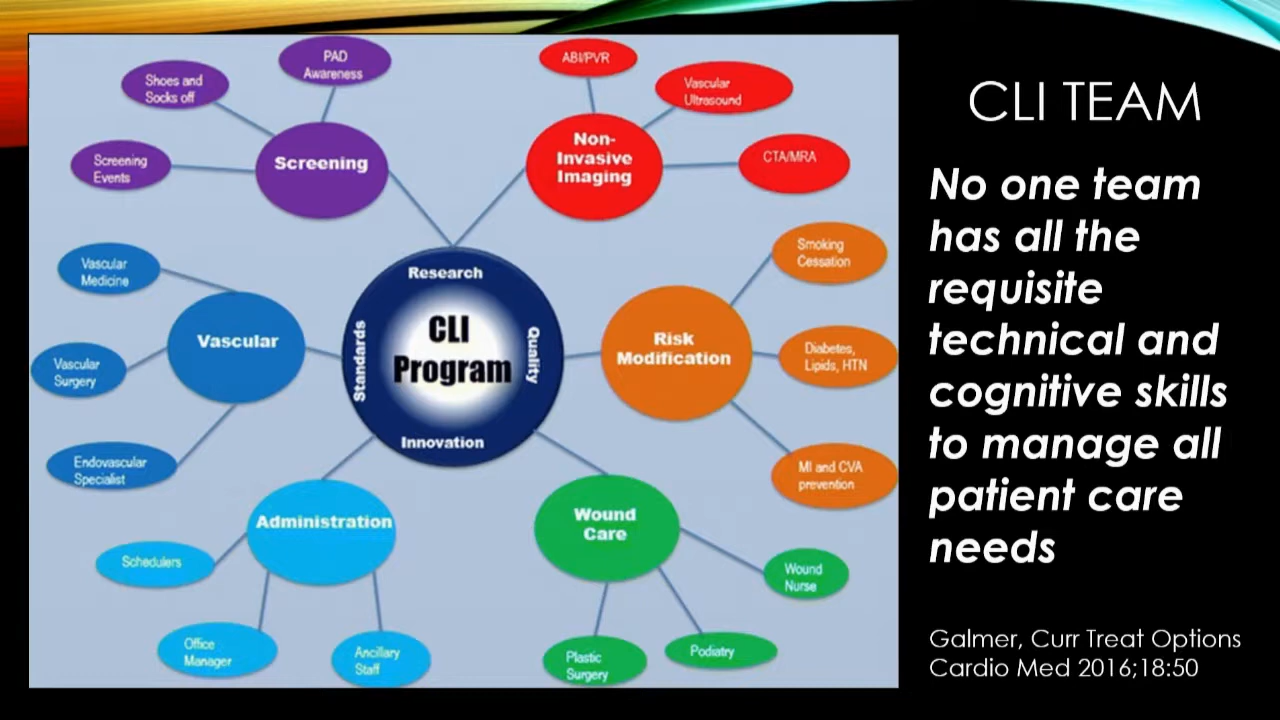 PAD
Awareness
Shoes and
Socks off
Screening
Events
Screening
ABI/PVR
Vascular
Ultrasound
CTA/MRA
Non-
Invasive
Imaging
Vascular
Medicine
Vascular
Surgery
Endovascular
Specialist
Vascular
Research
Standards
CLI
Program
Quality
Innovation
Smoking
Cessation
Diabetes,
Lipids, HTN
MI and CVA
prevention
Risk
Modification
Administration
Schedulers
Office
Manager
Ancillary
Staff
Wound
Care
Wound
Nurse
Plastic
Surgery
Podiatry
CLI TEAM
No one team
has all the
requisite
technical and
cognitive skills
to manage all
patient care
needs
Galmer, Curr Treat Options
Cardio Med 2016;18:50